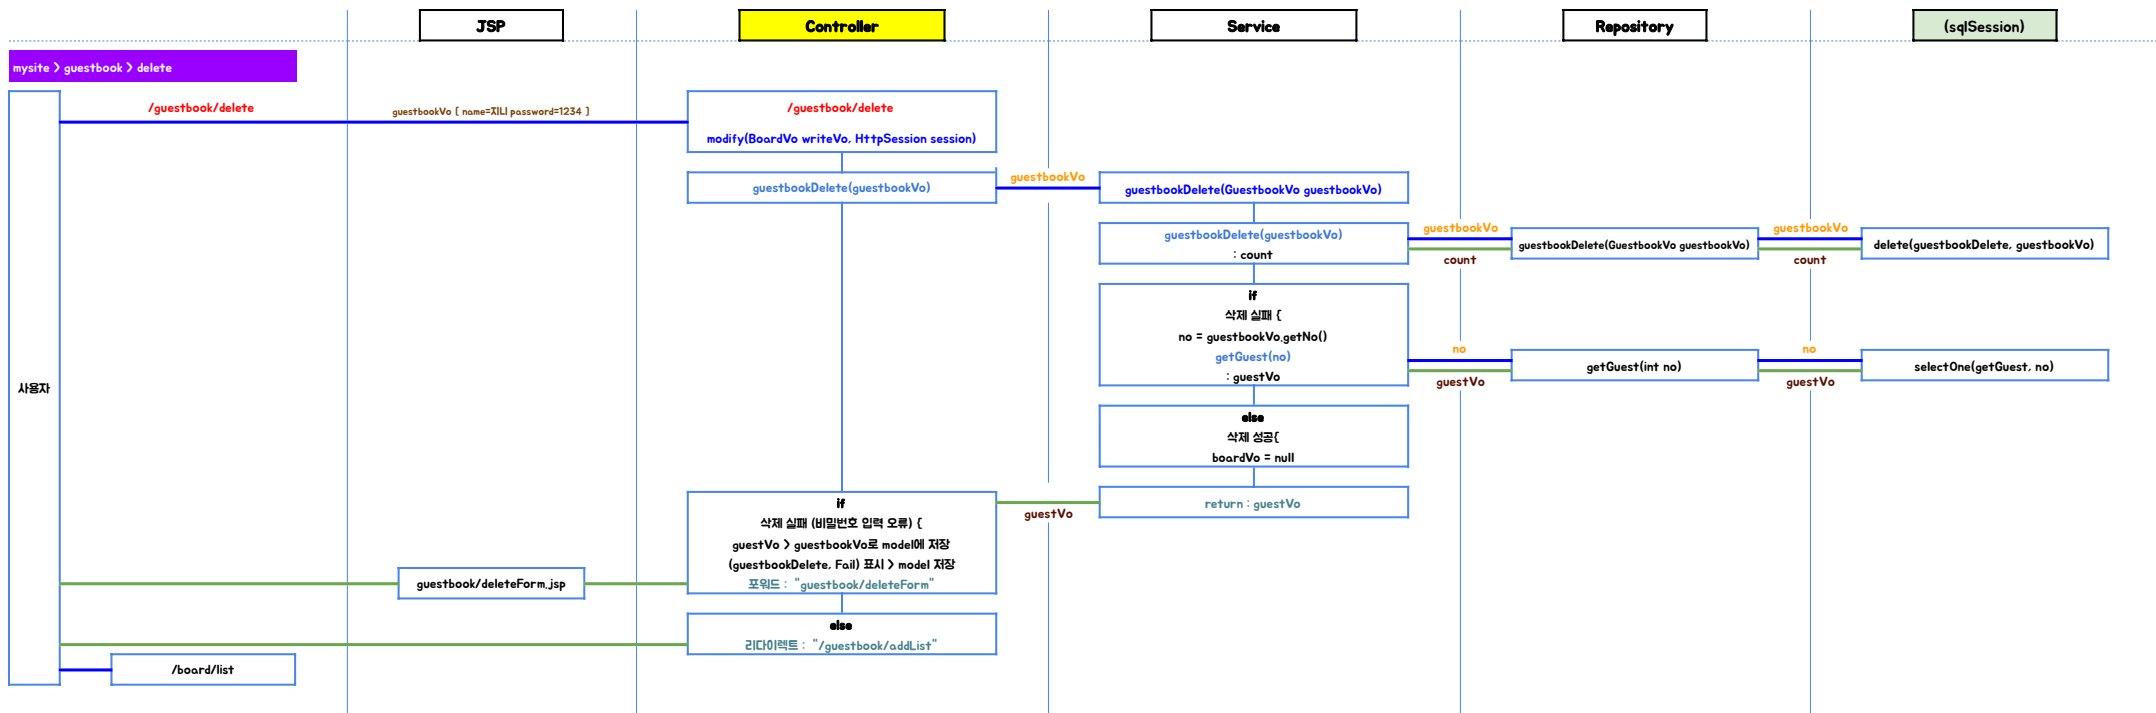 JSP
Controller
Service
Repository
(sqlSession)
mysite > guestbook > delete
/guestbook/delete
guestbookVo [ name=지니 password=1234 ]
/guestbook/delete
modify(BoardVo writeVo, HttpSession session)
guestbookDelete(guestbookVo)
guestbookVo
guestbookDelete(GuestbookVo guestbookVo)
guestbookDelete(guestbookVo)
: count
guestbookVo
count
guestbookDelete(GuestbookVo guestbookVo)
guestbookVo
count
delete(guestbookDelete, guestbookVo)
if
삭제 실패 {
no = guestbookVo.getNo()
getGuest(no)
: guestVo
no
guestVo
getGuest(int no)
no
guestVo
selectOne(getGuest, no)
사용자
else
삭제 성공{
boardVo = null
return : guestVo
guestVo
if
삭제 실패 (비밀번호 입력 오류) {
guestVo > guestbookVo로 model에 저장
(guestbookDelete, Fail) 표시 > model 저장
포워드 : "guestbook/deleteForm"
guestbook/deleteForm.jsp
else
리다이렉트 : "/guestbook/addList"
/board/list